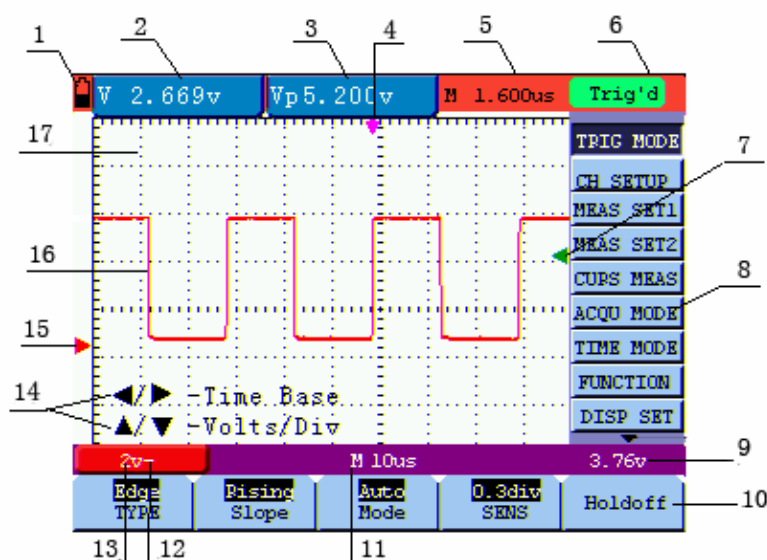 1 2 3 4 5 6
V 2.669v Vp5.200v M 1.600us Trig'd
17
TRIG MODE
7
CH SETUP
MEAS SET1
MEAS SET2
16
CURS MEAS
8
ACQU MODE
15
TIME MODE
FUNCTION
14
◀/▶ -Time Base
DISP SET
▲/▼ -Volts/Div
2v- M 10us 3.76v 9
Edge Rising Auto 0.3div
TYPE Slope Mode SENS Holdoff 10
13 12 11